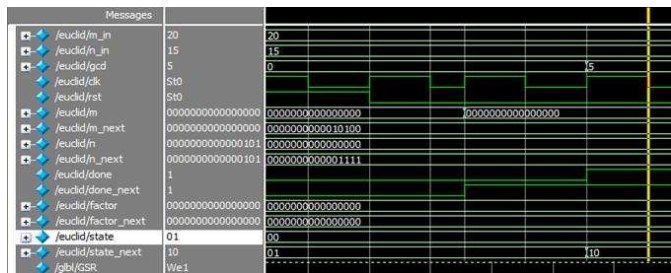 Messages
/euclid/m_in 20 20
/euclid/n_in 15 15
/euclid/gcd 5 0 5
/euclid/clk St0
/euclid/rst St0
/euclid/m 0000000000000000 0000000000000000 0000000000000000
/euclid/m_next 0000000000000000 0000000000010100
/euclid/n 0000000000000101 0000000000000000
/euclid/n_next 0000000000000101 0000000000001111
/euclid/done 1
/euclid/done_next 1
/euclid/factor 0000000000000000 0000000000000000
/euclid/factor_next 0000000000000000 0000000000000000
/euclid/state 01 00
/euclid/state_next 10 01 10
/glbl/GSR We1